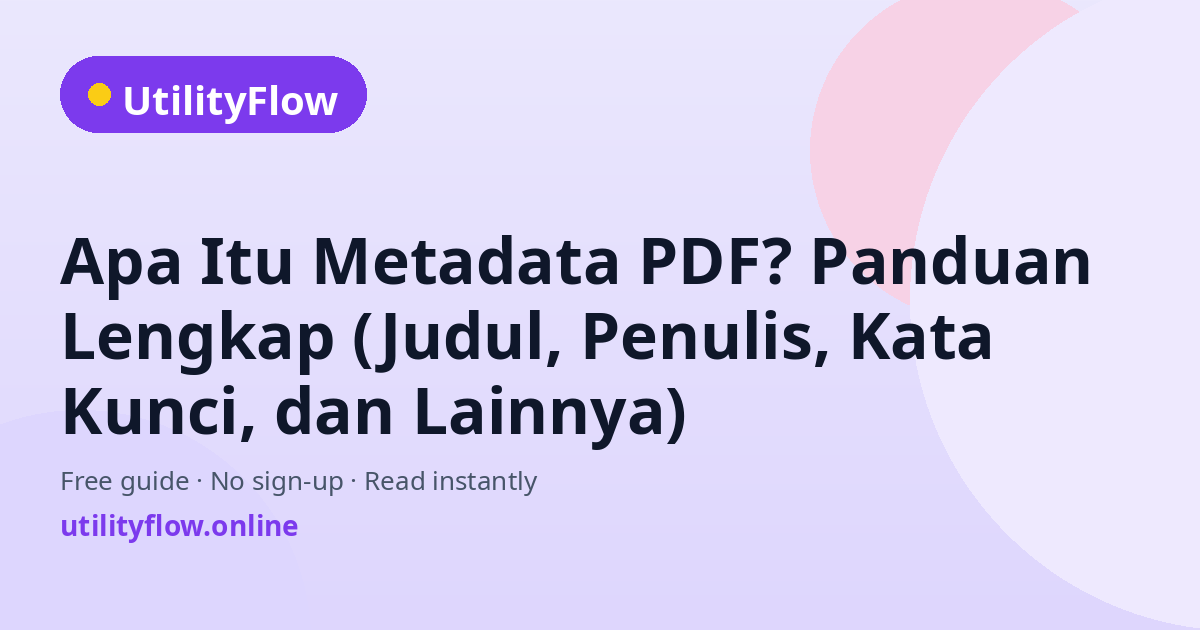 UtilityFlow
Apa Itu Metadata PDF? Panduan
Lengkap (Judul, Penulis, Kata
Kunci, dan Lainnya)
Free guide · No sign-up · Read instantly
utilityflow.online